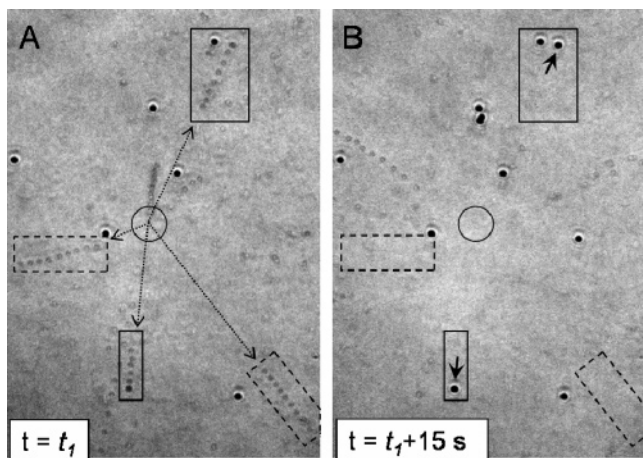 A
B
t = t₁
t = t₁+15 s